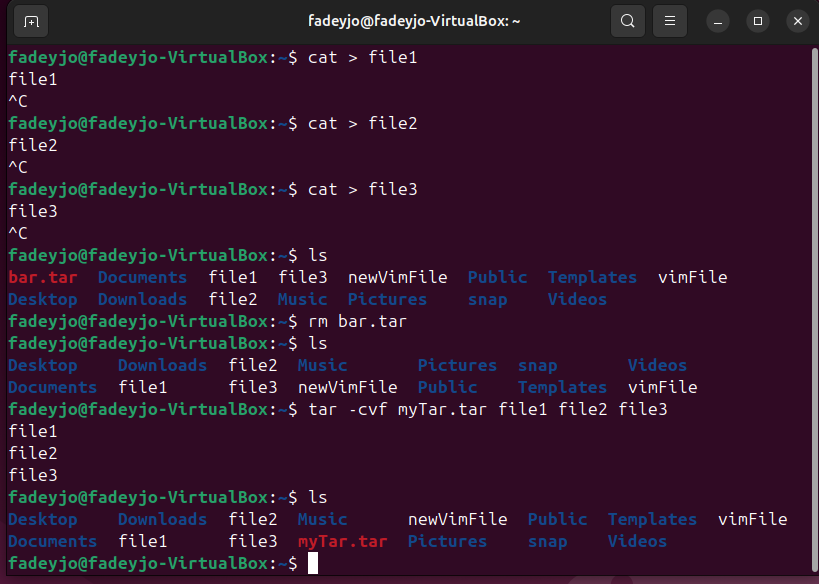 fadeyjo@fadeyjo-VirtualBox: ~
fadeyjo@fadeyjo-VirtualBox:~$ cat > file1
file1
^C
fadeyjo@fadeyjo-VirtualBox:~$ cat > file2
file2
^C
fadeyjo@fadeyjo-VirtualBox:~$ cat > file3
file3
^C
fadeyjo@fadeyjo-VirtualBox:~$ ls
bar.tar  Documents  file1  file3  newVimFile  Public  Templates  vimFile
Desktop  Downloads  file2  Music  Pictures    snap    Videos
fadeyjo@fadeyjo-VirtualBox:~$ rm bar.tar
fadeyjo@fadeyjo-VirtualBox:~$ ls
Desktop    Downloads  file2  Music       Pictures  snap       Videos
Documents  file1      file3  newVimFile  Public    Templates  vimFile
fadeyjo@fadeyjo-VirtualBox:~$ tar -cvf myTar.tar file1 file2 file3
file1
file2
file3
fadeyjo@fadeyjo-VirtualBox:~$ ls
Desktop    Downloads  file2  Music      newVimFile  Public  Templates  vimFile
Documents  file1      file3  myTar.tar  Pictures    snap    Videos
fadeyjo@fadeyjo-VirtualBox:~$